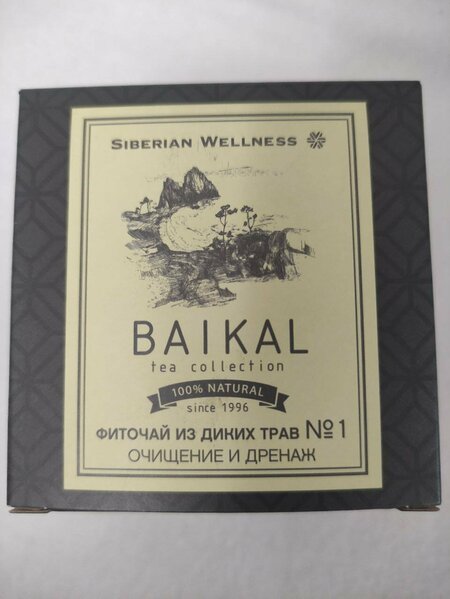 SIBERIAN WELLNESS
BAIKAL
tea collection
100% NATURAL
since 1996
ФИТОЧАЙ ИЗ ДИКИХ ТРАВ №1
ОЧИЩЕНИЕ И ДРЕНАЖ